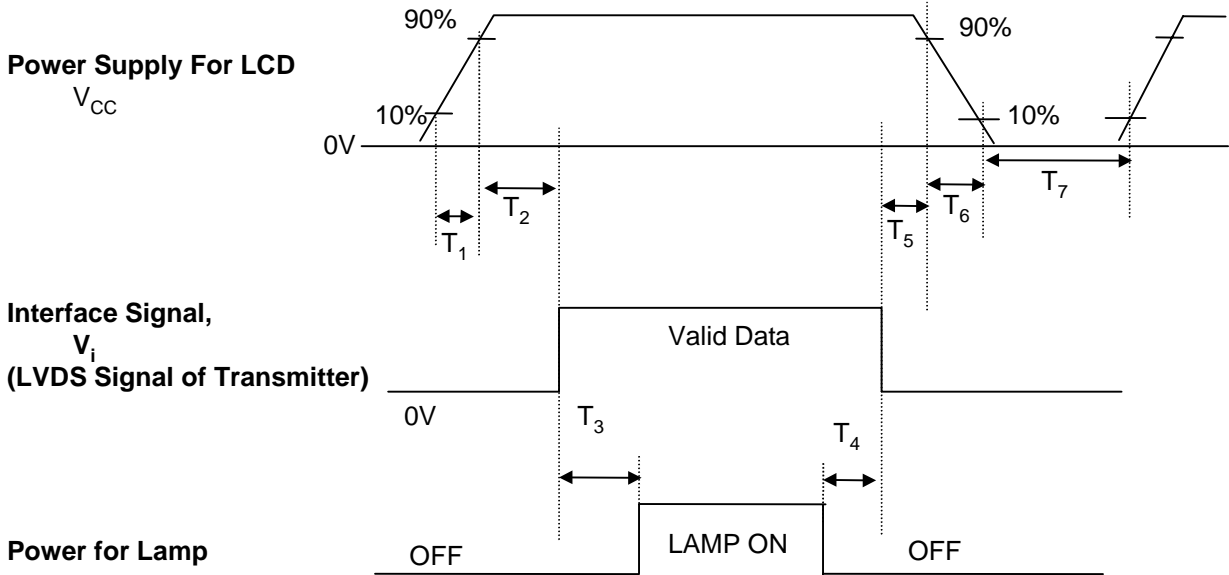 90%
90%
Power Supply For LCD
VCC
10%
10%
0V
T7
T2
T6
T5
T1
Interface Signal,
Vi
Valid Data
(LVDS Signal of Transmitter)
0V
T3
T4
Power for Lamp
OFF
LAMP ON
OFF